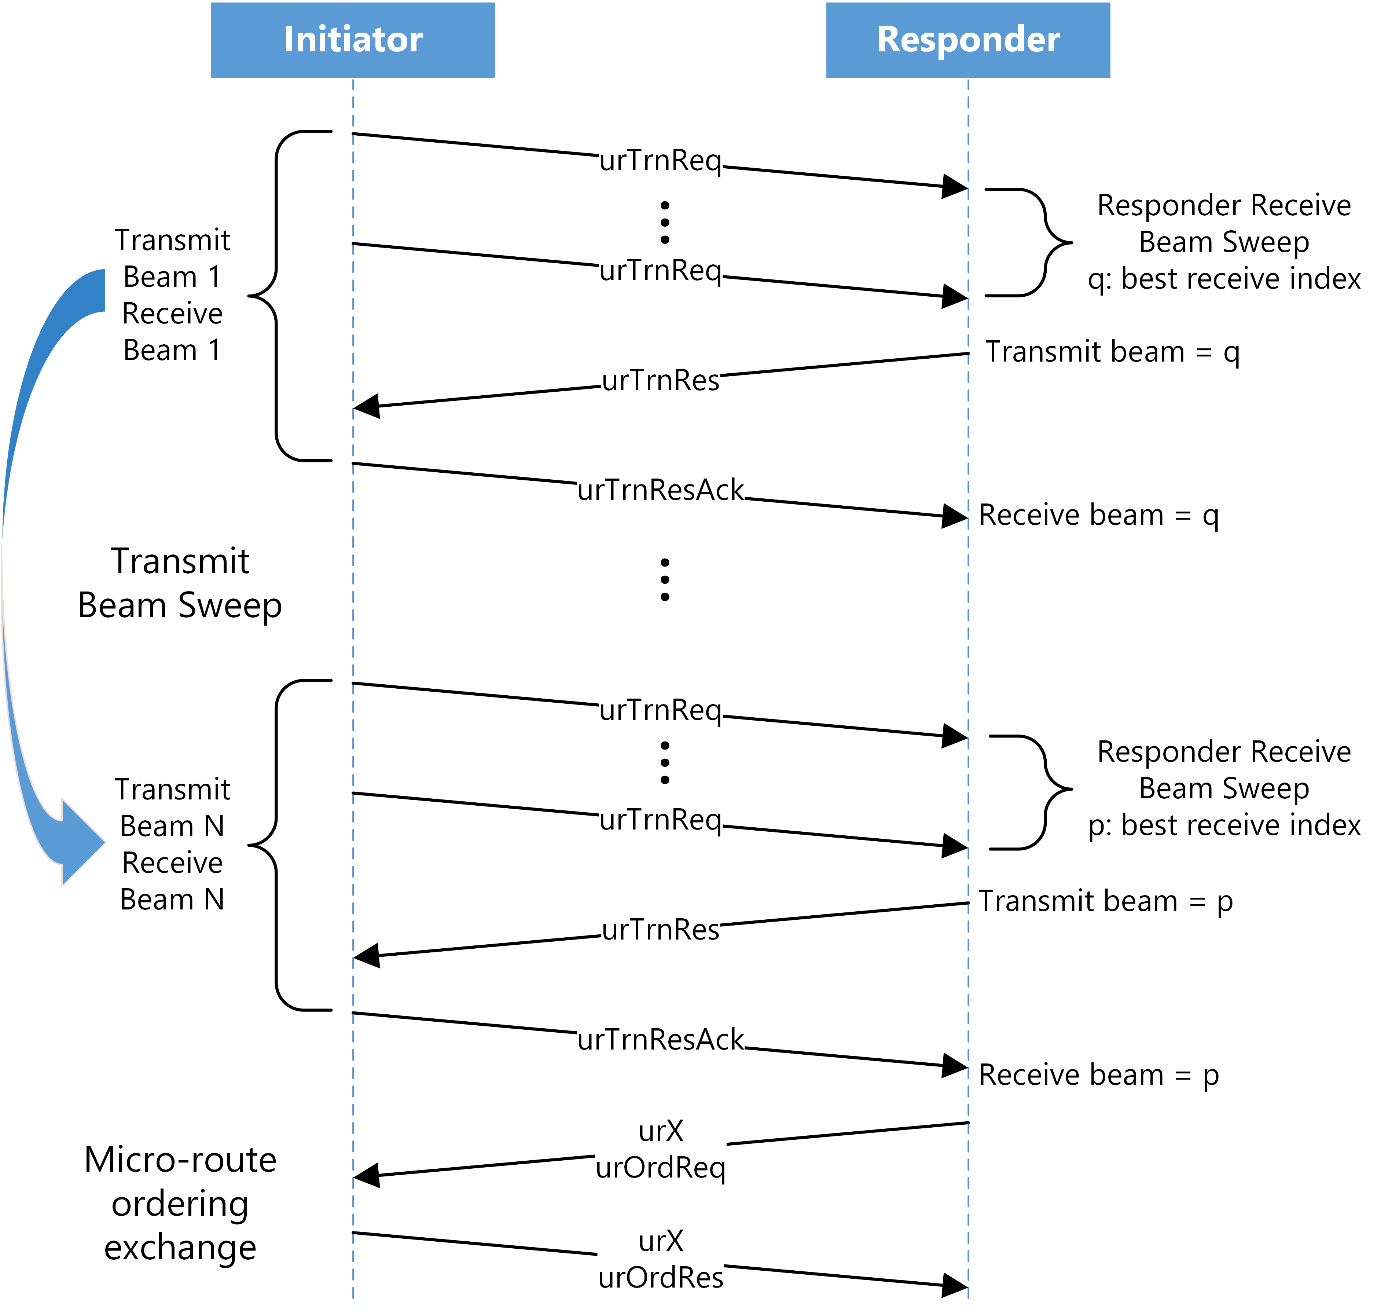 Initiator
Responder
urTrnReq
Responder Receive
Beam Sweep
q: best receive index
Transmit
Beam 1
Receive
Beam 1
urTrnReq
Transmit beam = q
urTrnRes
urTrnResAck
Receive beam = q
Transmit
Beam Sweep
urTrnReq
Responder Receive
Beam Sweep
p: best receive index
Transmit
Beam N
Receive
Beam N
urTrnReq
Transmit beam = p
urTrnRes
urTrnResAck
Receive beam = p
urX
urOrdReq
Micro-route
ordering
exchange
urX
urOrdRes